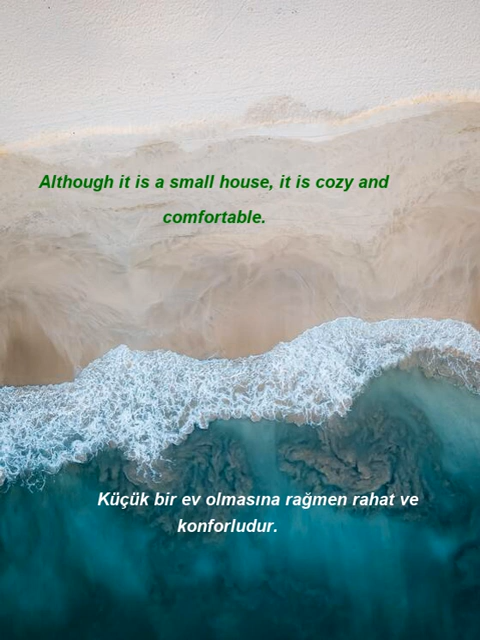 Although it is a small house, it is cozy and
comfortable.
Küçük bir ev olmasına rağmen rahat ve
konforludur.